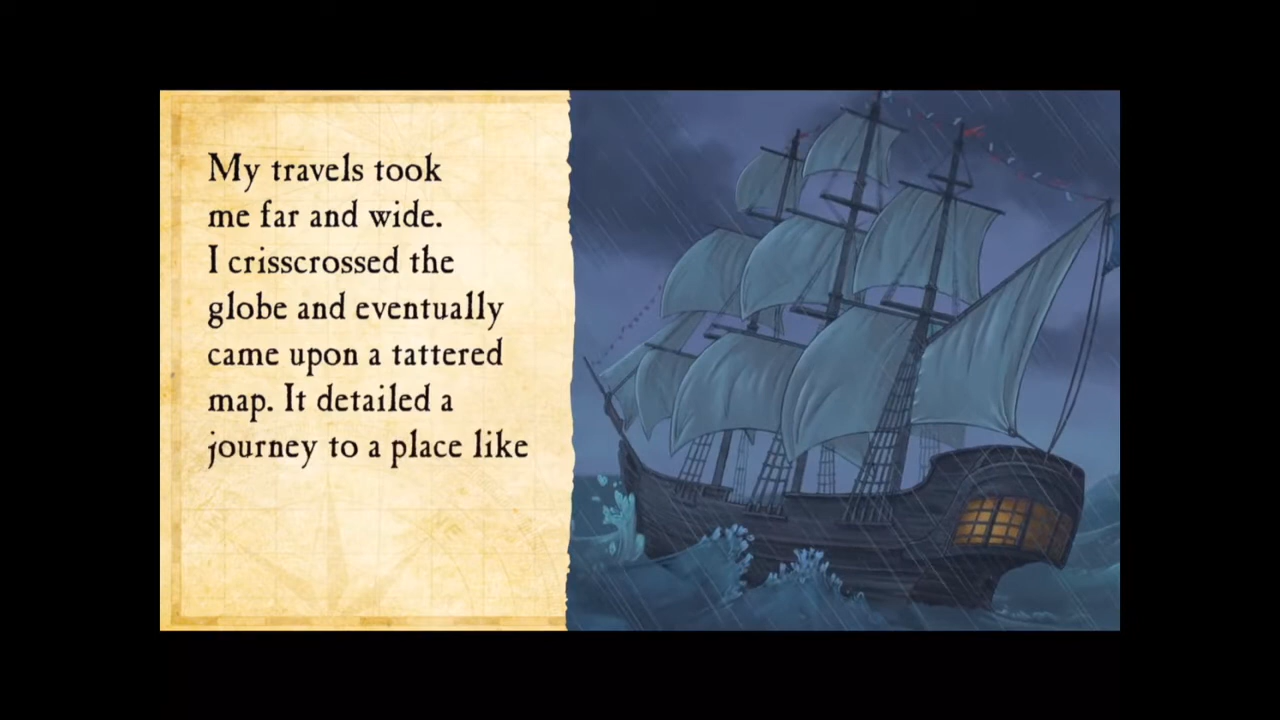 My travels took
me far and wide.
I crisscrossed the
globe and eventually
came upon a tattered
map. It detailed a
journey to a place like